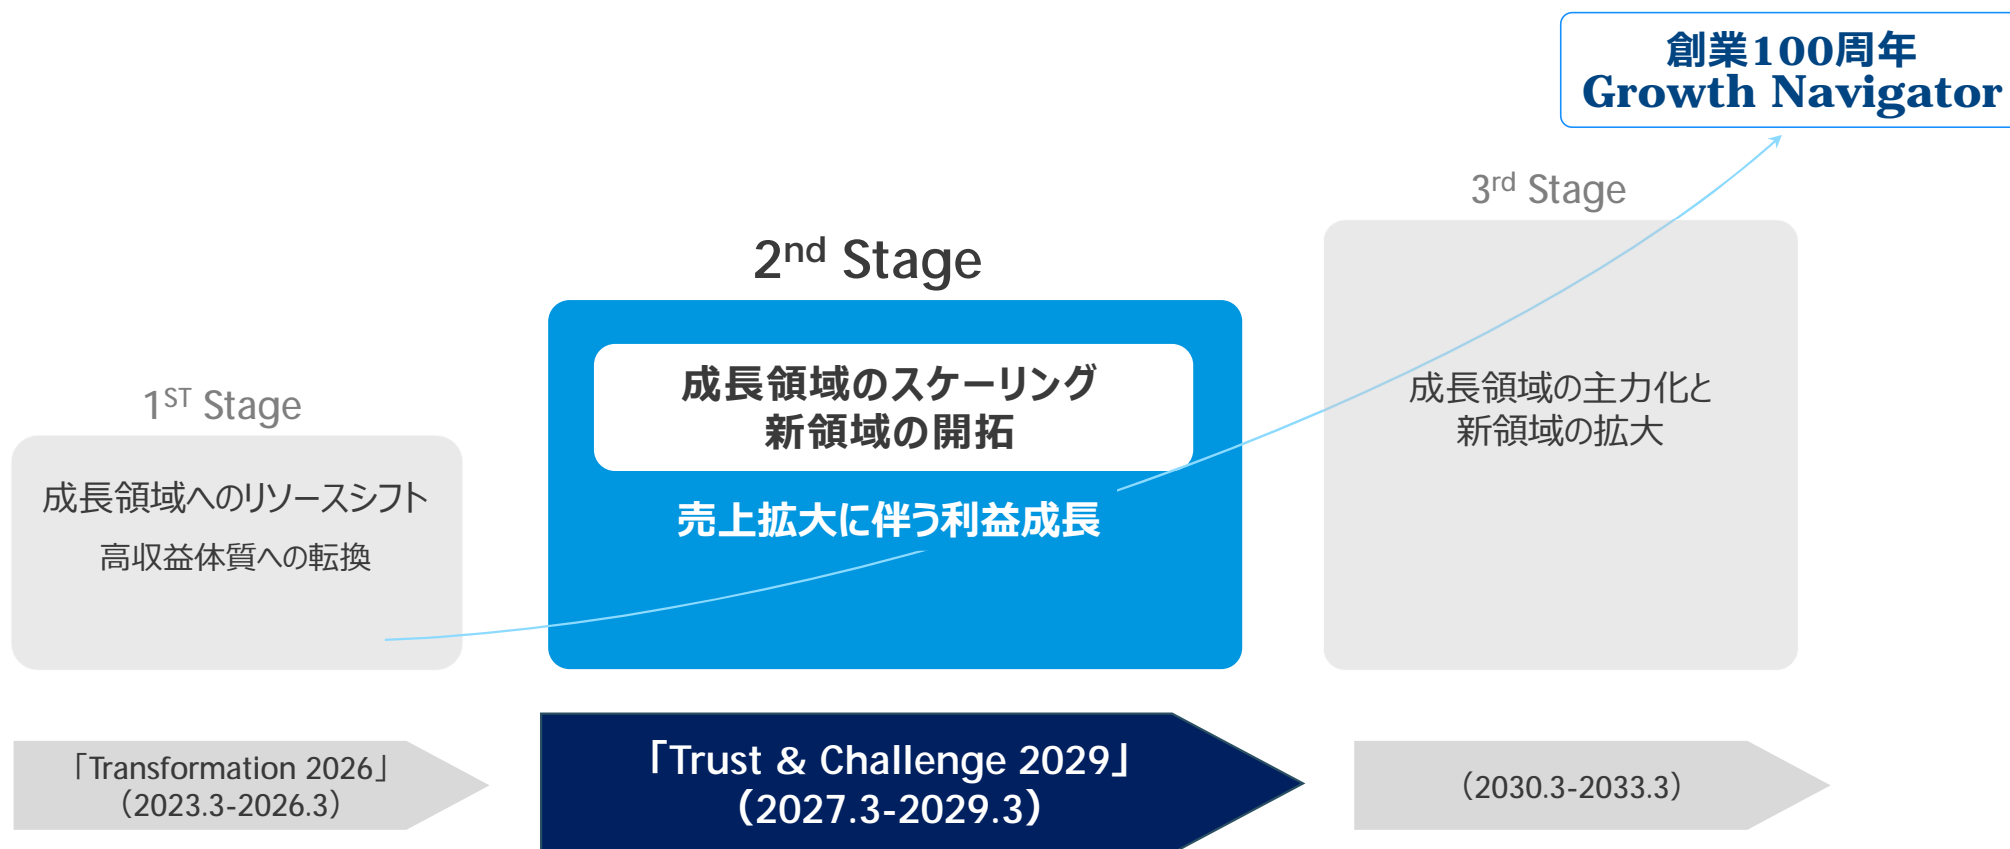 創業100周年
Growth Navigator
3rd Stage
2nd Stage
1ST Stage
成長領域へのリソースシフト
高収益体質への転換
成長領域のスケーリング
新領域の開拓
売上拡大に伴う利益成長
成長領域の主力化と
新領域の拡大
「Transformation 2026」
（2023.3-2026.3）
「Trust & Challenge 2029」
（2027.3-2029.3）
（2030.3-2033.3）